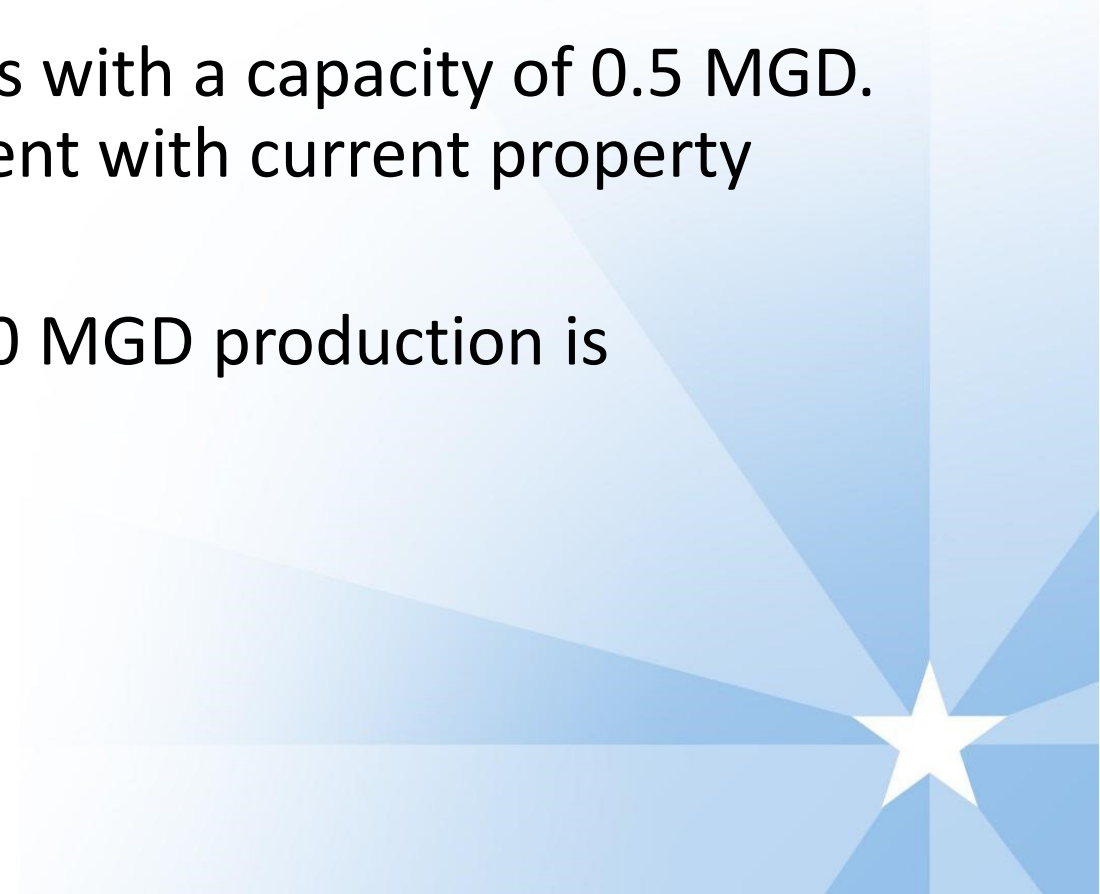 s with a capacity of 0.5 MGD.
ent with current property
0 MGD production is